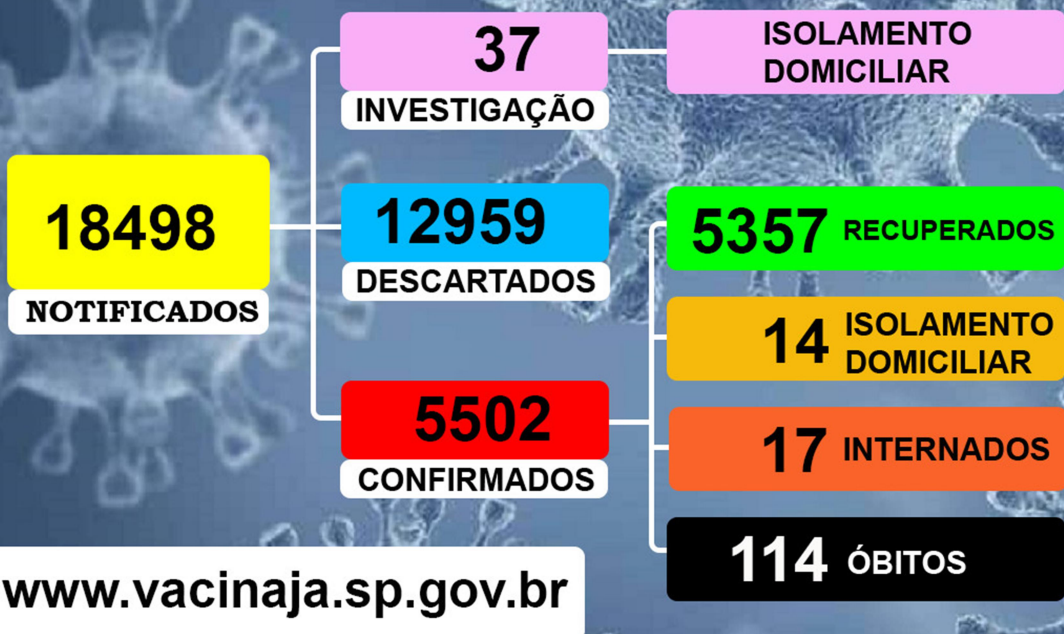 18498
NOTIFICADOS
37
INVESTIGAÇÃO
ISOLAMENTO
DOMICILIAR
12959
DESCARTADOS
5502
CONFIRMADOS
5357 RECUPERADOS
14 ISOLAMENTO
DOMICILIAR
17 INTERNADOS
114 ÓBITOS
www.vacinaja.sp.gov.br